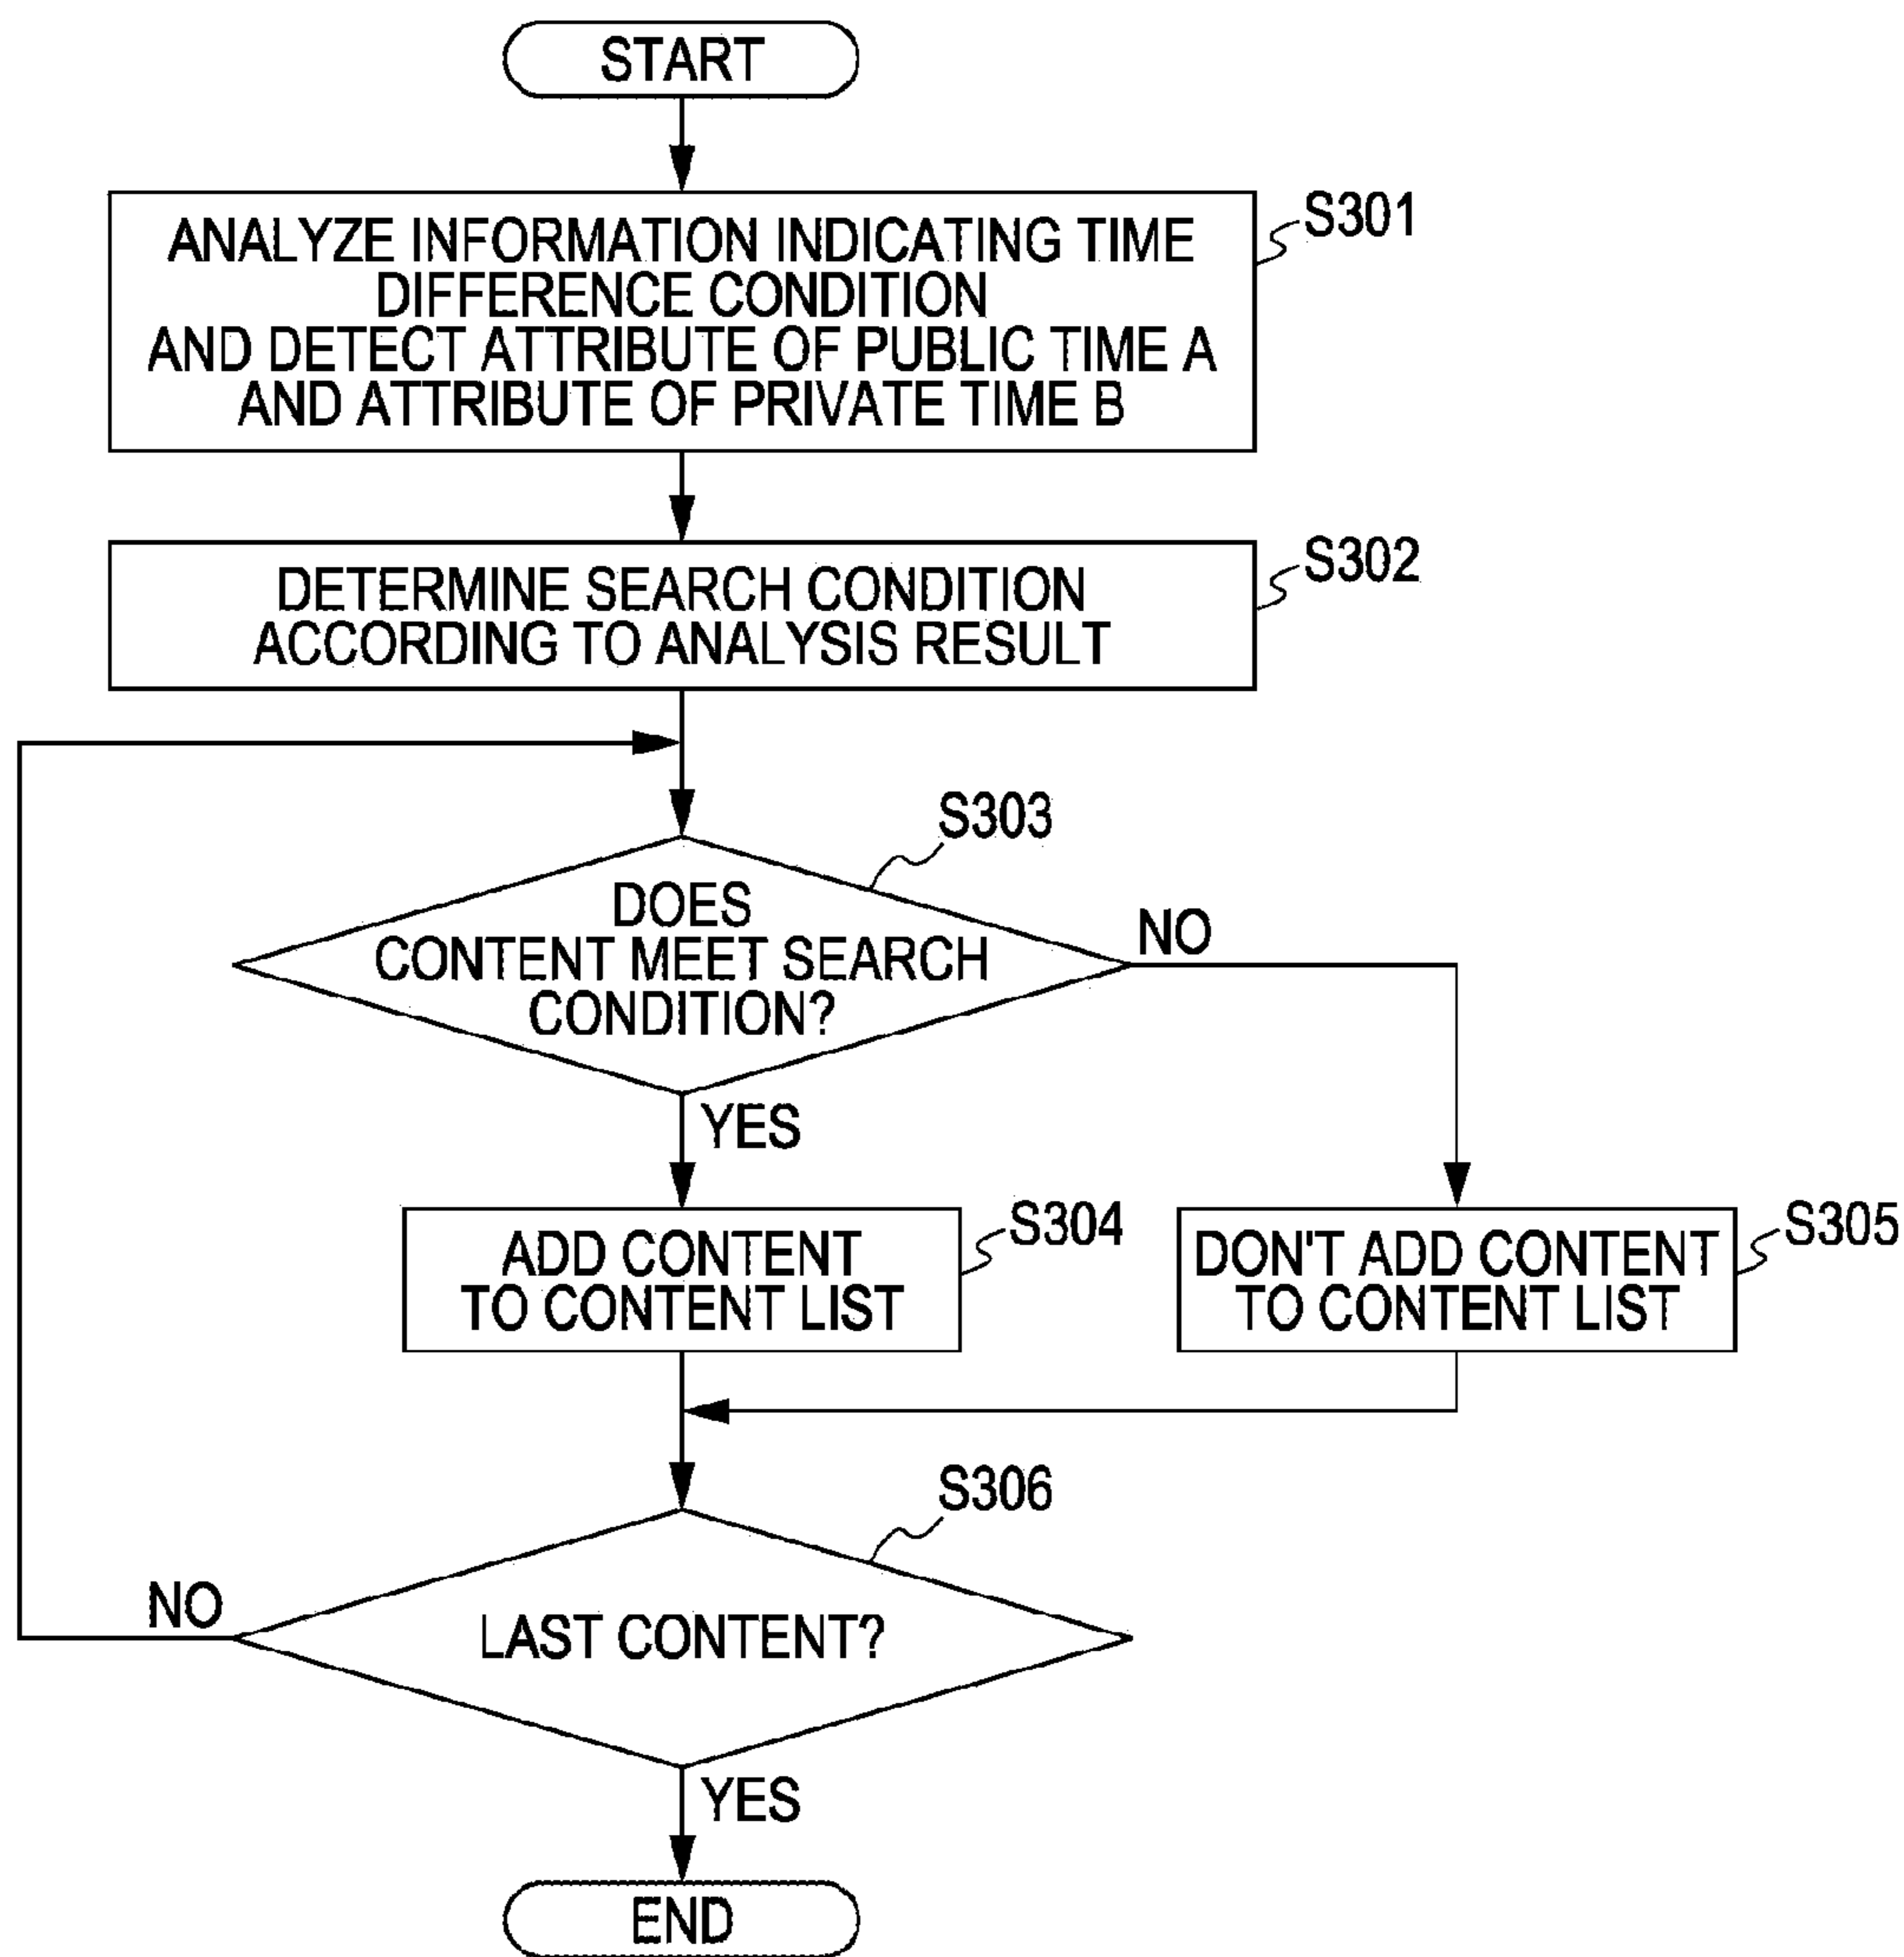 START
ANALYZE INFORMATION INDICATING TIME
DIFFERENCE CONDITION
AND DETECT ATTRIBUTE OF PUBLIC TIME A
AND ATTRIBUTE OF PRIVATE TIME B
S301
DETERMINE SEARCH CONDITION
ACCORDING TO ANALYSIS RESULT
S302
S303
DOES
CONTENT MEET SEARCH
CONDITION?
NO
YES
ADD CONTENT
TO CONTENT LIST
S304
DON'T ADD CONTENT
TO CONTENT LIST
S305
S306
LAST CONTENT?
NO
YES
END